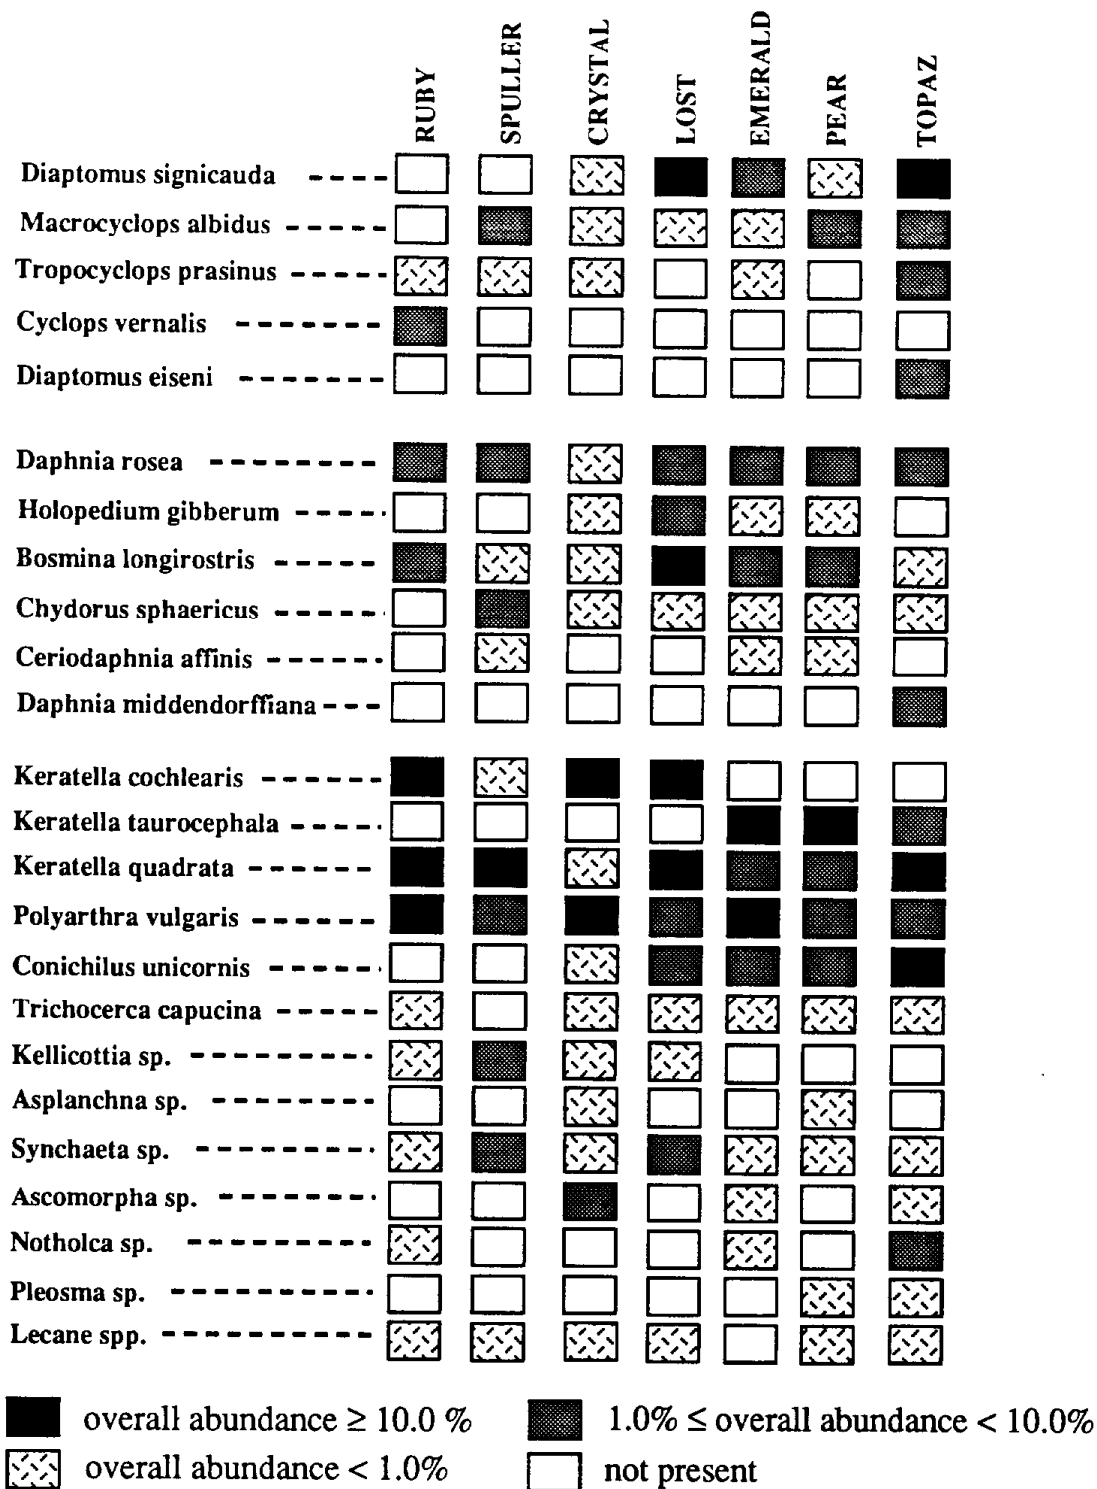 RUBY
SPULLER
CRYSTAL
LOST
EMERALD
PEAR
TOPAZ
Diaptomus signicauda
Macrocyclops albidus
Tropocyclops prasinus
Cyclops vernalis
Diaptomus eiseni
Daphnia rosea
Holopedium gibberum
Bosmina longirostris
Chydorus sphaericus
Ceriodaphnia affinis
Daphnia middendorffiana
Keratella cochlearis
Keratella taurocephala
Keratella quadrata
Polyarthra vulgaris
Conichilus unicornis
Trichocerca capucina
Kellicottia sp.
Asplanchna sp.
Synchaeta sp.
Ascomorpha sp.
Notholca sp.
Pleosma sp.
Lecane spp.
overall abundance ≥ 10.0 % 1.0% ≤ overall abundance < 10.0%
overall abundance < 1.0% not present